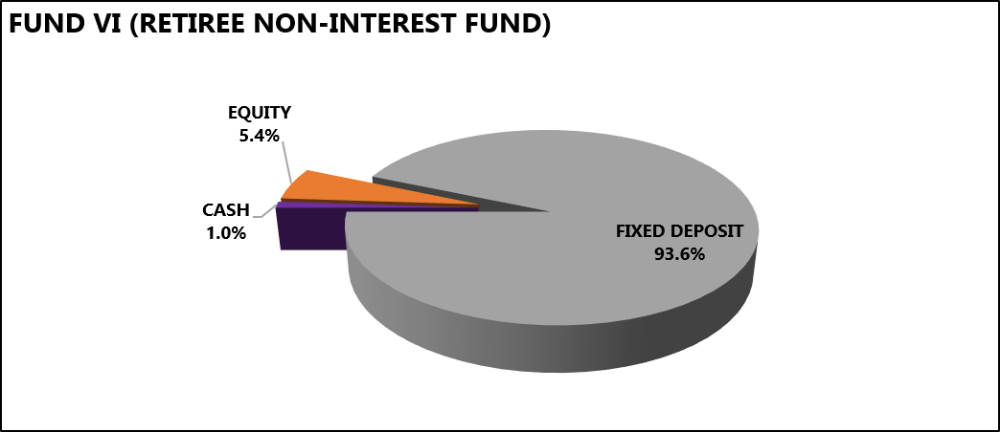 FUND VI (RETIREE NON-INTEREST FUND)
EQUITY
5.4%
CASH
1.0%
FIXED DEPOSIT
93.6%